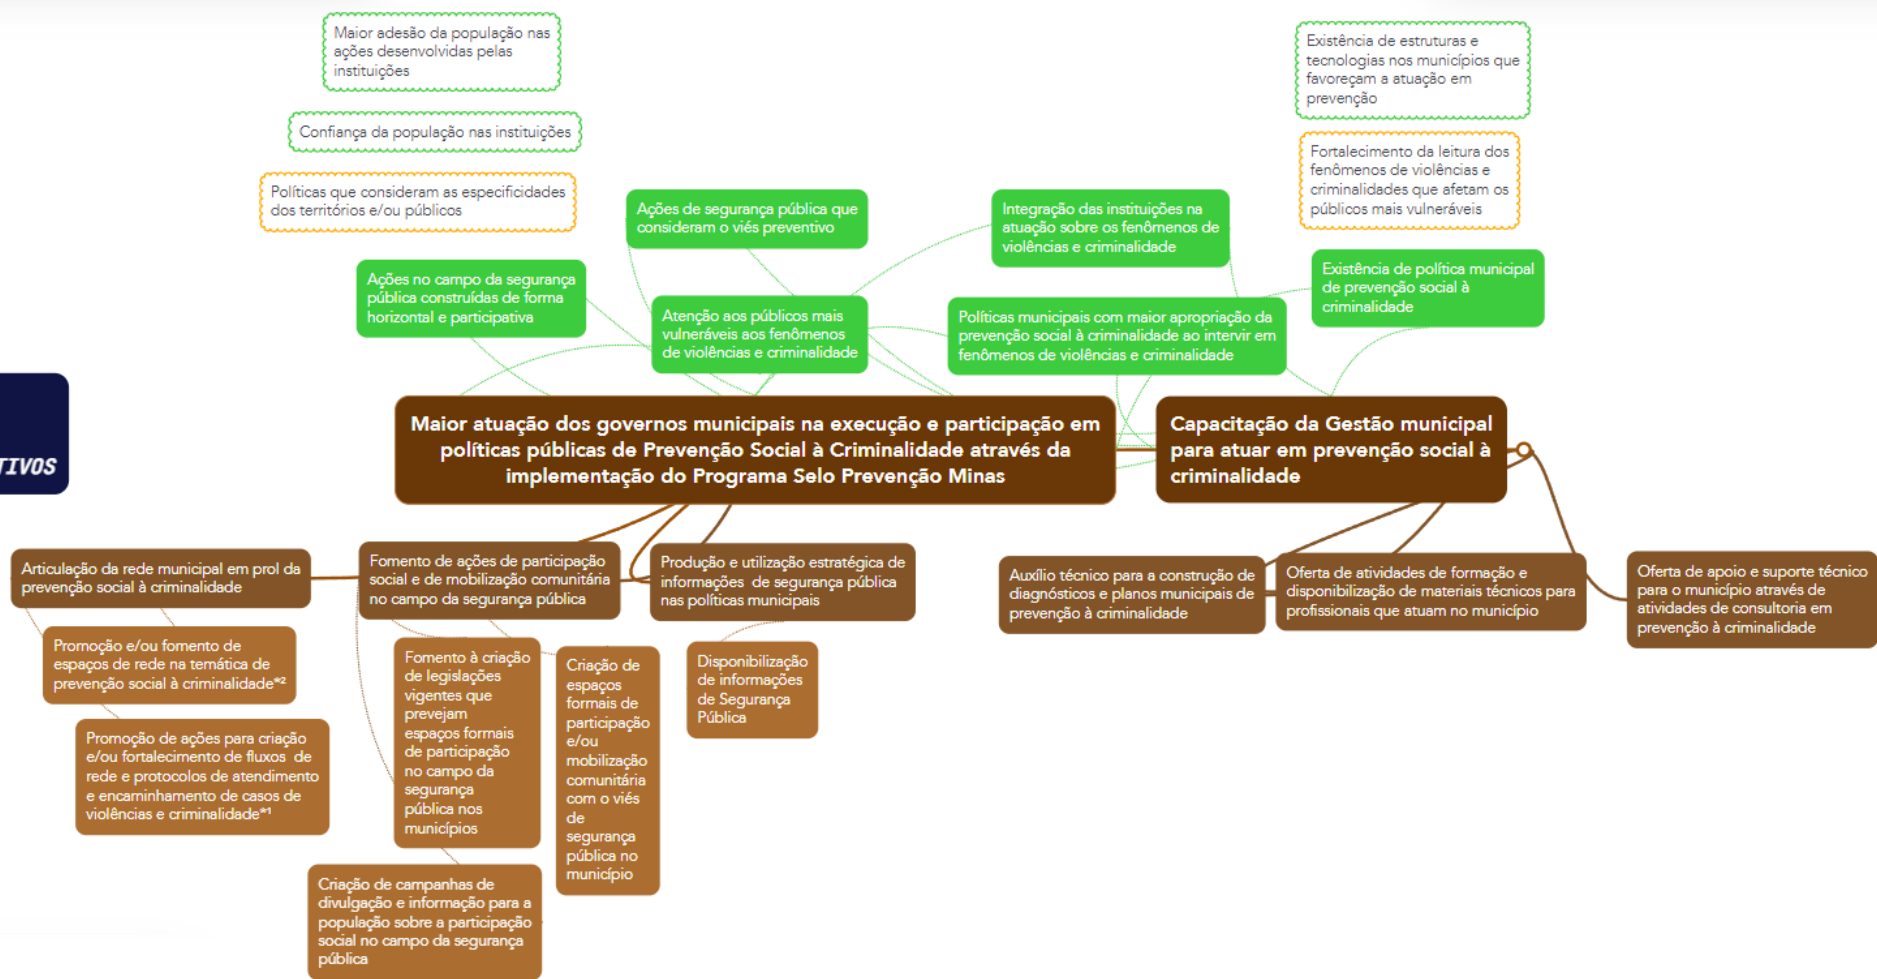 Maior adesão da população nas
ações desenvolvidas pelas
instituições
Confiança da população nas instituições
Políticas que consideram as especificidades
dos territórios e/ou públicos
Existência de estruturas e
tecnologias nos municípios que
favoreçam a atuação em
prevenção
Fortalecimento da leitura dos
fenômenos de violências e
criminalidades que afetam os
públicos mais vulneráveis
Ações de segurança pública que
consideram o viés preventivo
Integração das instituições na
atuação sobre os fenômenos de
violências e criminalidade
Ações no campo da segurança
pública construídas de forma
horizontal e participativa
Atenção aos públicos mais
vulneráveis aos fenômenos
de violências e criminalidade
Políticas municipais com maior apropriação da
prevenção social à criminalidade ao intervir em
fenômenos de violências e criminalidade
Existência de política municipal
de prevenção social à
criminalidade
TIVOS
Maior atuação dos governos municipais na execução e participação em
políticas públicas de Prevenção Social à Criminalidade através da
implementação do Programa Selo Prevenção Minas
Capacitação da Gestão municipal
para atuar em prevenção social à
criminalidade
Articulação da rede municipal em prol da
prevenção social à criminalidade
Fomento de ações de participação
social e de mobilização comunitária
no campo da segurança pública
Produção e utilização estratégica de
informações de segurança pública
nas políticas municipais
Auxílio técnico para a construção de
diagnósticos e planos municipais de
prevenção à criminalidade
Oferta de atividades de formação e
disponibilização de materiais técnicos para
profissionais que atuam no município
Oferta de apoio e suporte técnico
para o município através de
atividades de consultoria em
prevenção à criminalidade
Promoção e/ou fomento de
espaços de rede na temática de
prevenção social à criminalidade*²
Promoção de ações para criação
e/ou fortalecimento de fluxos de
rede e protocolos de atendimento
e encaminhamento de casos de
violências e criminalidade*¹
Fomento à criação
de legislações
vigentes que
prevejam
espaços formais
de participação
no campo da
segurança
pública nos
municípios
Criação de
espaços
formais de
participação
e/ou
mobilização
comunitária
com o viés
de
segurança
pública no
município
Disponibilização
de informações
de Segurança
Pública
Criação de campanhas de
divulgação e informação para a
população sobre a participação
social no campo da segurança
pública